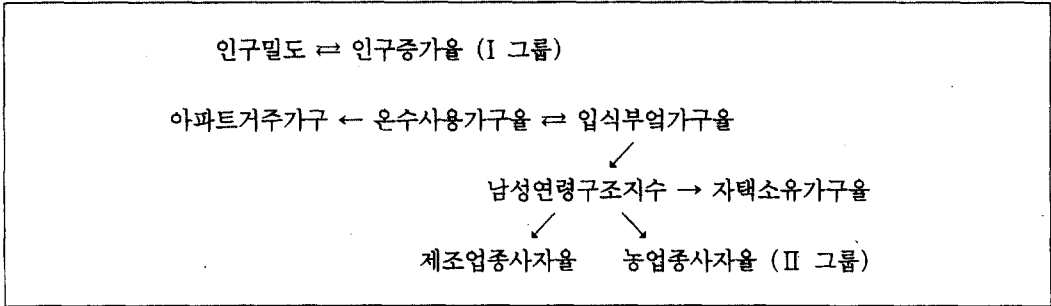 인구밀도 ⇄ 인구증가율 (I 그룹)
아파트거주가구 ← 온수사용가구율 ⇄ 입식부엌가구율
남성연령구조지수 → 자택소유가구율
제조업종사자율 농업종사자율 (Ⅱ 그룹)